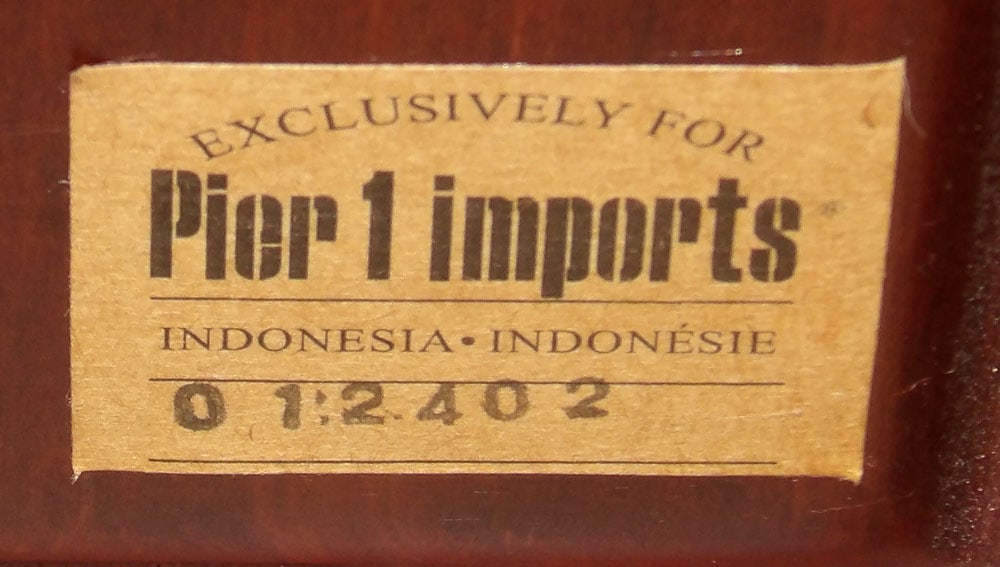 EXCLUSIVELY FOR
Pier 1 imports®
INDONESIA • INDONÉSIE
0 1 2 4 0 2